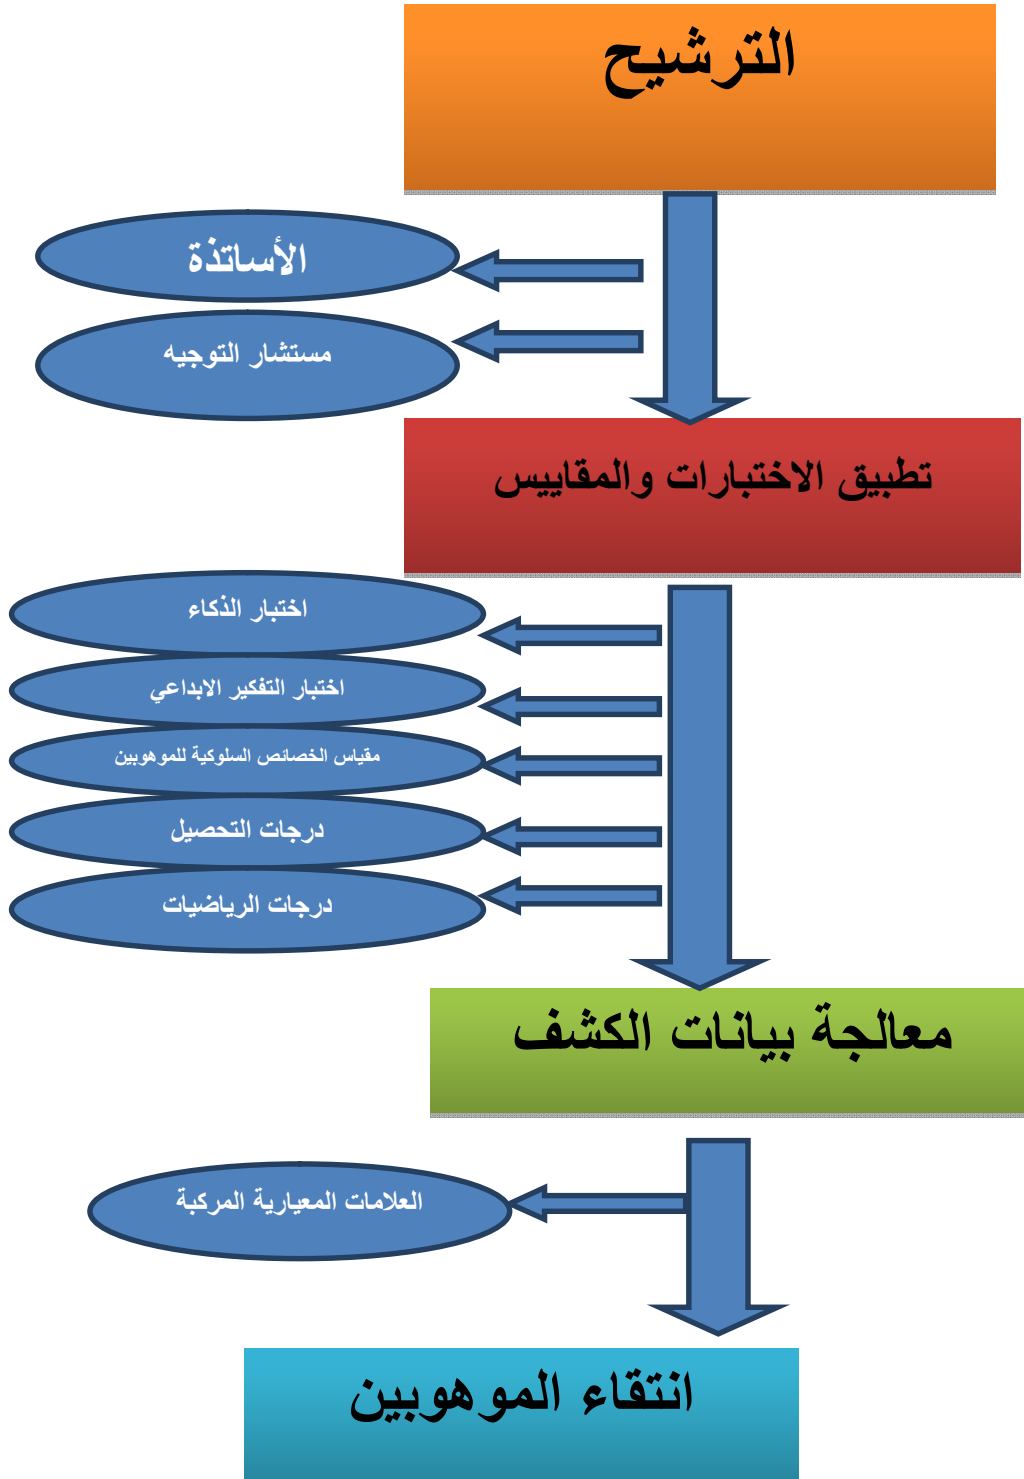 الترشيح
الأساتذة
مستشار التوجيه
تطبيق الاختبارات والمقاييس
اختبار الذكاء
اختبار التفكير الابداعي
مقياس الخصائص السلوكية للموهوبين
درجات التحصيل
درجات الرياضيات
معالجة بيانات الكشف
العلامات المعيارية المركبة
انتقاء الموهوبين